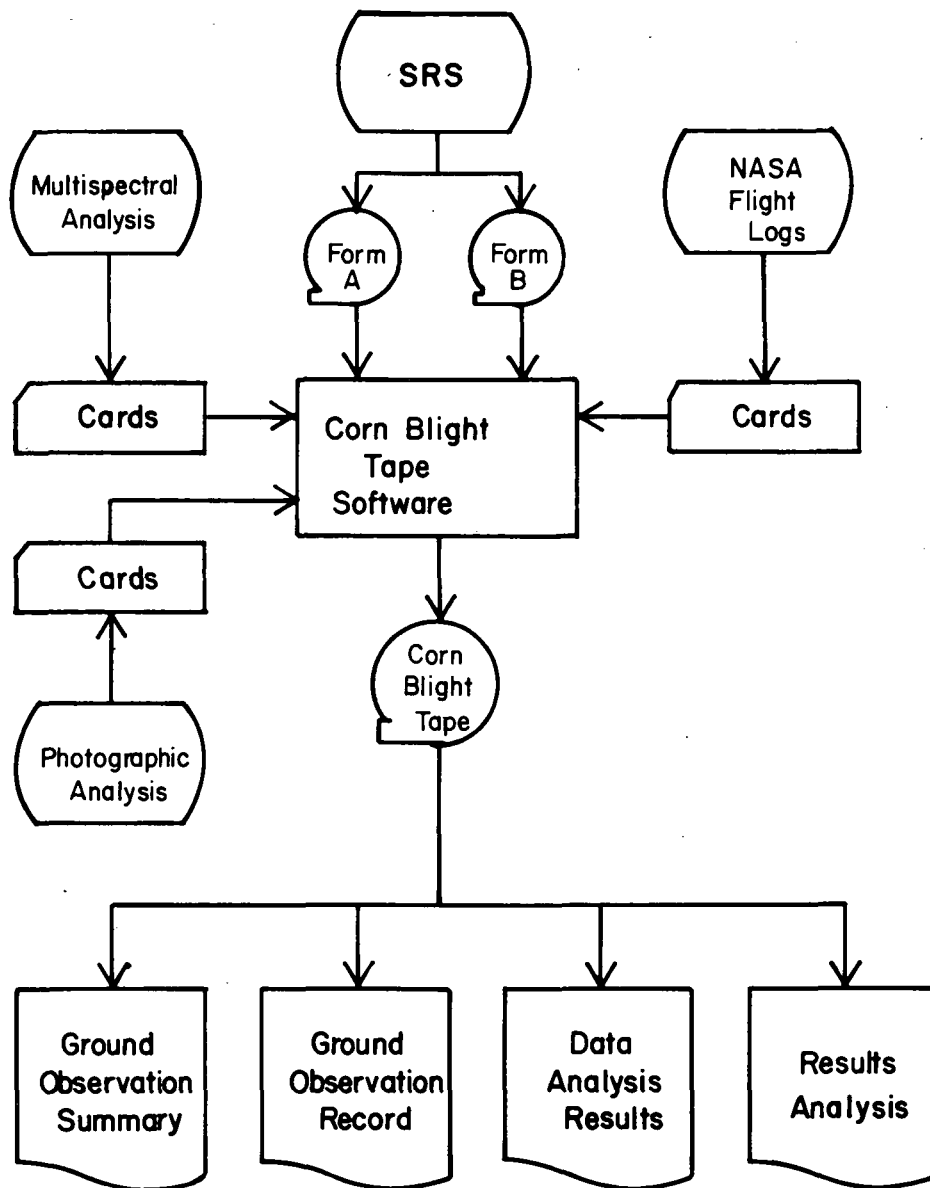 SRS
Multispectral
Analysis
NASA
Flight
Logs
Form
A
Form
B
Cards
Corn Blight
Tape
Software
Cards
Cards
Corn
Blight
Tape
Photographic
Analysis
Ground
Observation
Summary
Ground
Observation
Record
Data
Analysis
Results
Results
Analysis